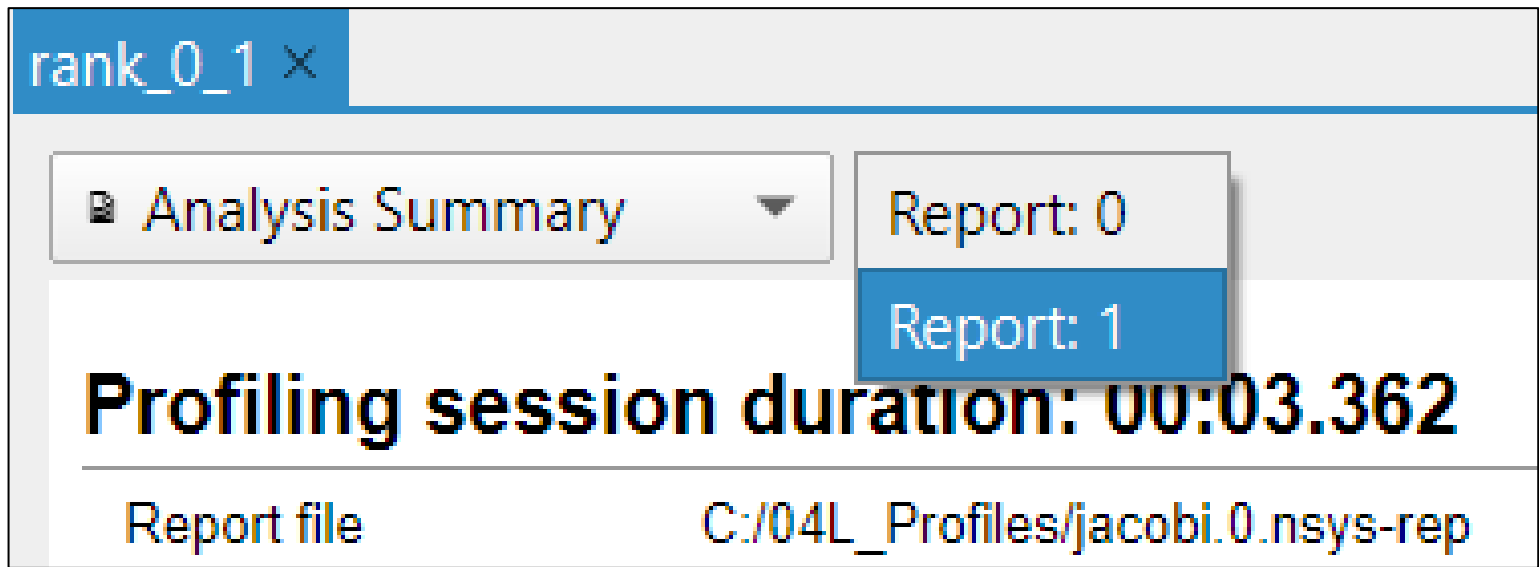 rank_0_1 ×
Analysis Summary
Report: 0
Report: 1
Profiling session duration: 00:03.362
Report file C:/04L_Profiles/jacobi.0.nsys-rep